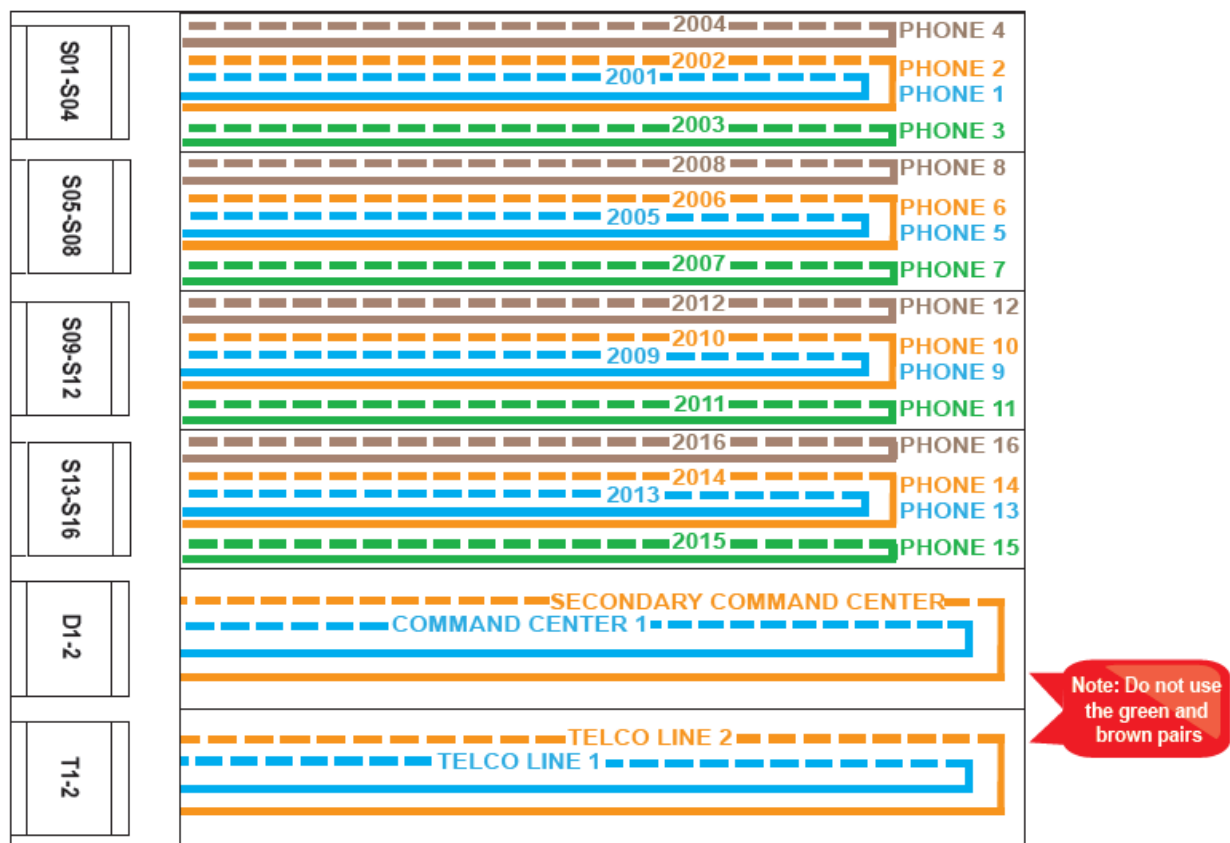 S01-S04
2004
PHONE 4
2002
PHONE 2
2001
PHONE 1
2003
PHONE 3
S05-S08
2008
PHONE 8
2006
PHONE 6
2005
PHONE 5
2007
PHONE 7
S09-S12
2012
PHONE 12
2010
PHONE 10
2009
PHONE 9
2011
PHONE 11
S13-S16
2016
PHONE 16
2014
PHONE 14
2013
PHONE 13
2015
PHONE 15
D1-2
SECONDARY COMMAND CENTER
COMMAND CENTER 1
T1-2
TELCO LINE 2
TELCO LINE 1
Note: Do not use
the green and
brown pairs